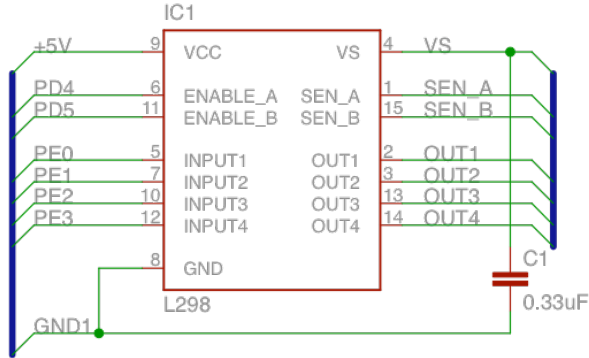 IC1
+5V 9 VCC VS 4 VS
PD4 6 ENABLE_A SEN_A 1 SEN_A
PD5 11 ENABLE_B SEN_B 15 SEN_B
PE0 5 INPUT1 OUT1 2 OUT1
PE1 7 INPUT2 OUT2 3 OUT2
PE2 10 INPUT3 OUT3 13 OUT3
PE3 12 INPUT4 OUT4 14 OUT4
8 GND C1
L298 0.33uF
GND1